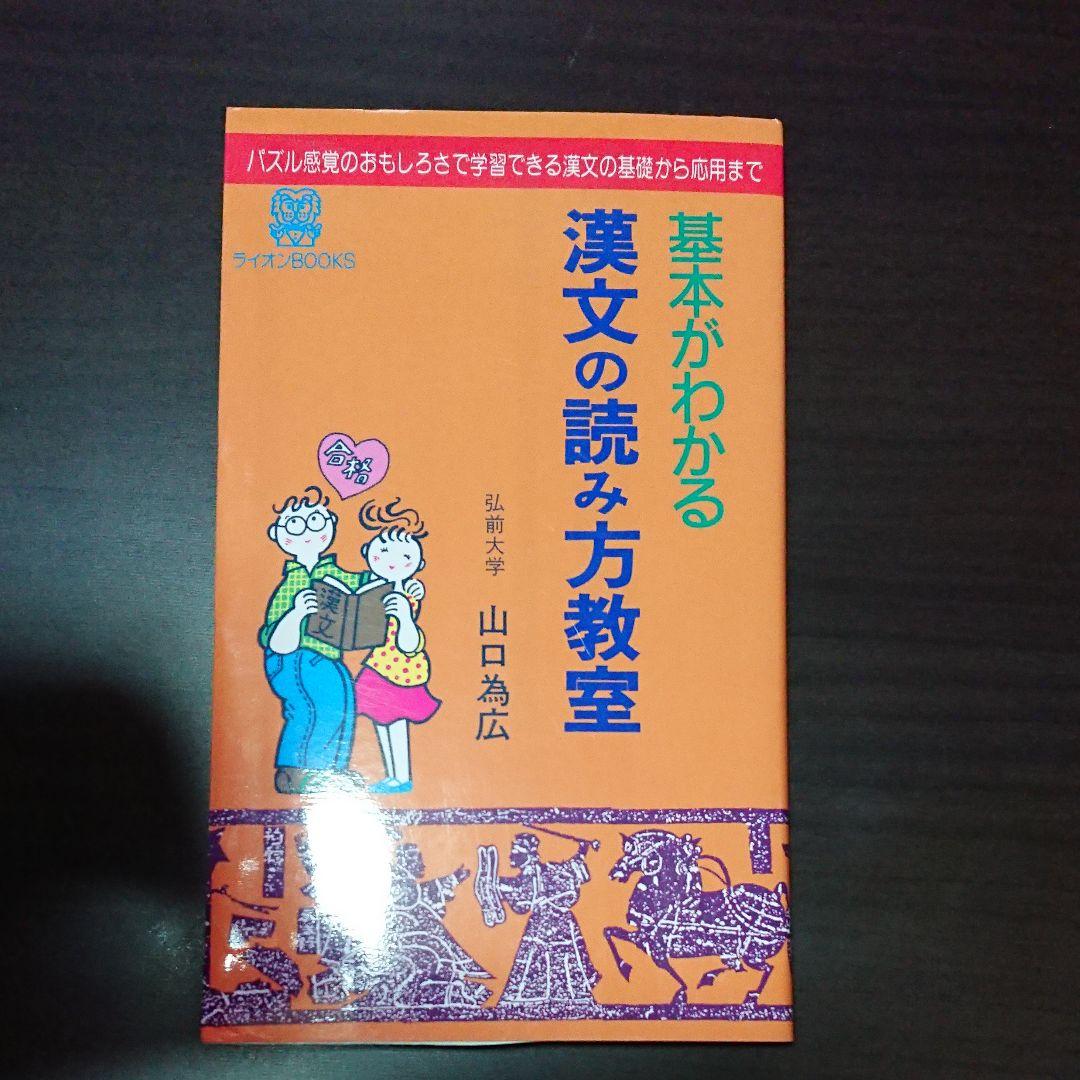 パズル感覚のおもしろさで学習できる漢文の基礎から応用まで
ライオンBOOKS
基本がわかる
漢文の読み方教室
弘前大学 山口為広
合格
漢文